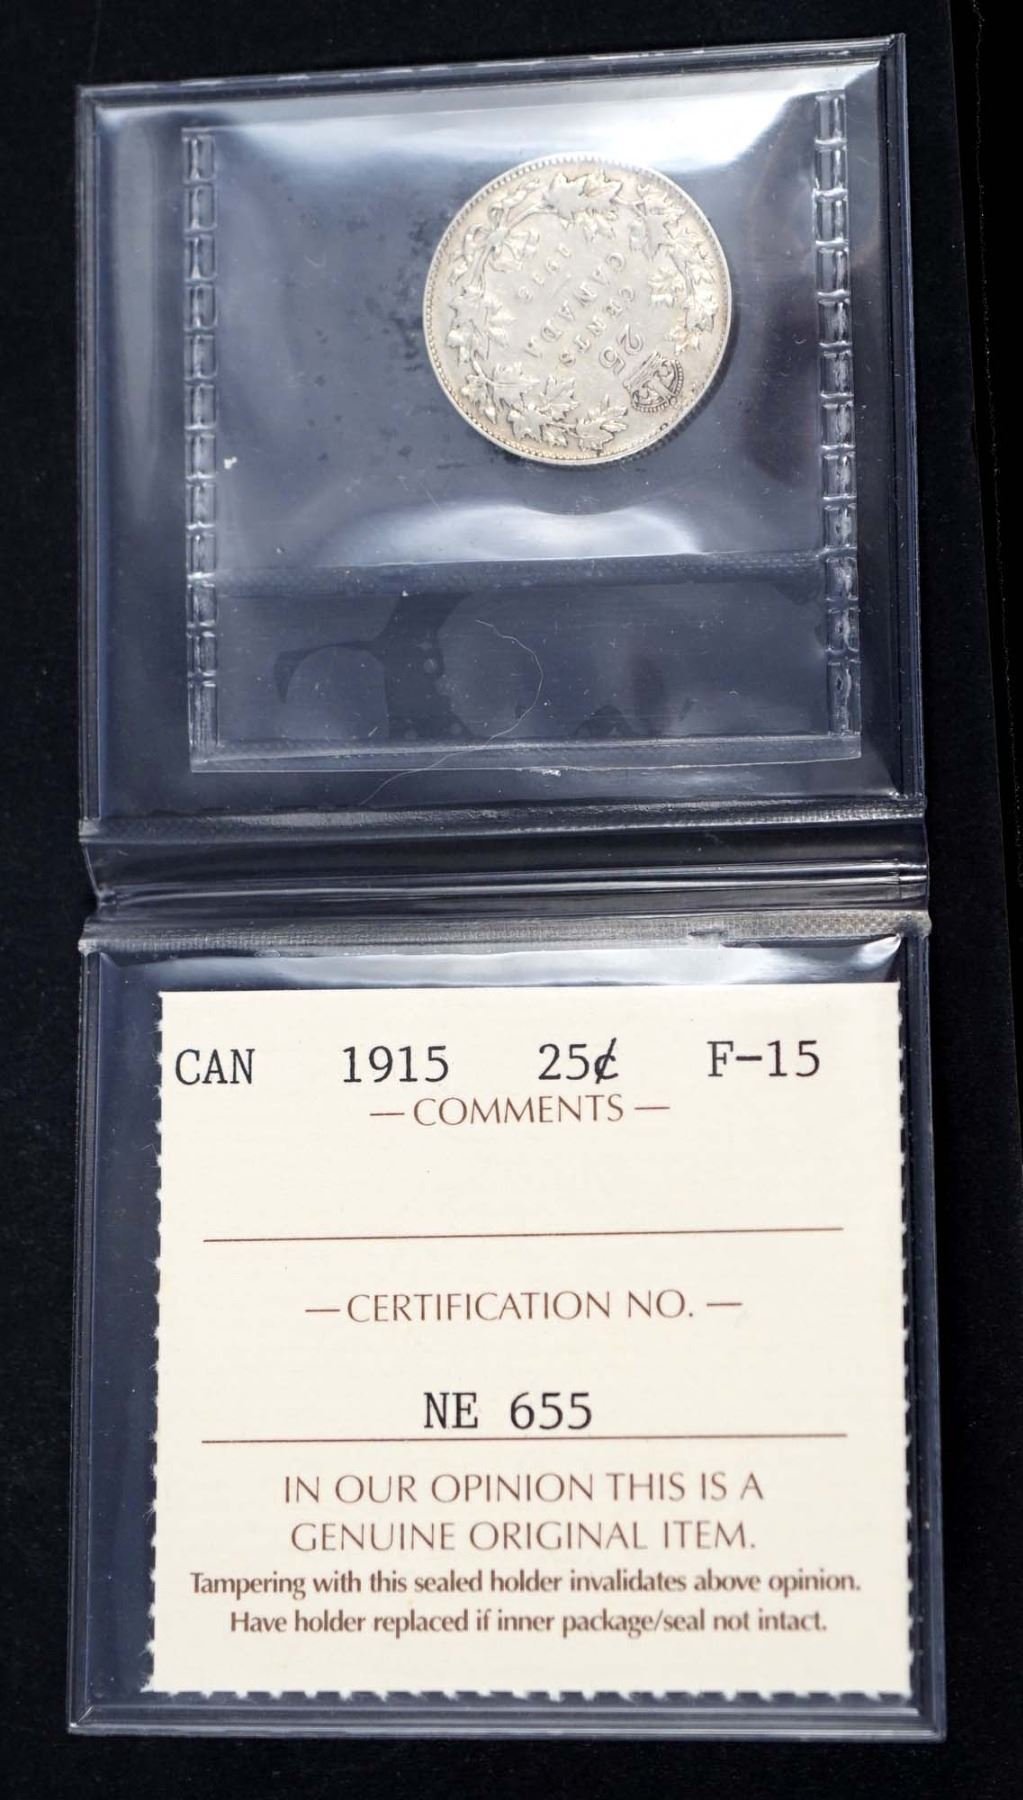 25
CENTS
CANADA
1915
CAN 1915 25¢ F-15
— COMMENTS —
— CERTIFICATION NO. —
NE 655
IN OUR OPINION THIS IS A
GENUINE ORIGINAL ITEM.
Tampering with this sealed holder invalidates above opinion.
Have holder replaced if inner package/seal not intact.